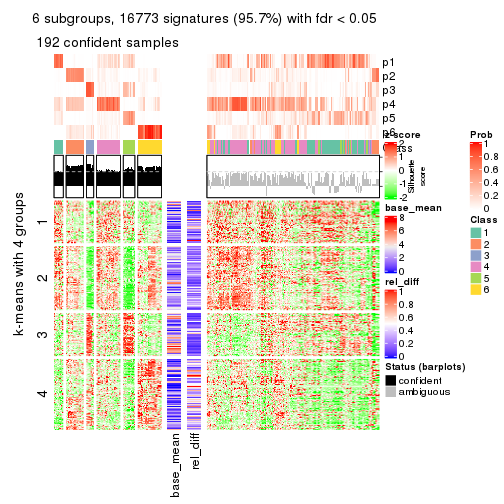 6 subgroups, 16773 signatures (95.7%) with fdr < 0.05
192 confident samples
p1
p2
p3
p4
p5
p6
Class
z-score
2
1
0
-1
-2
Silhouette
score
k-means with 4 groups
1
2
3
4
base_mean
rel_diff
base_mean
8
6
4
2
0
rel_diff
1
0.8
0.6
0.4
0.2
0
Prob
1
0.8
0.6
0.4
0.2
0
Class
1
2
3
4
5
6
Status (barplots)
confident
ambiguous